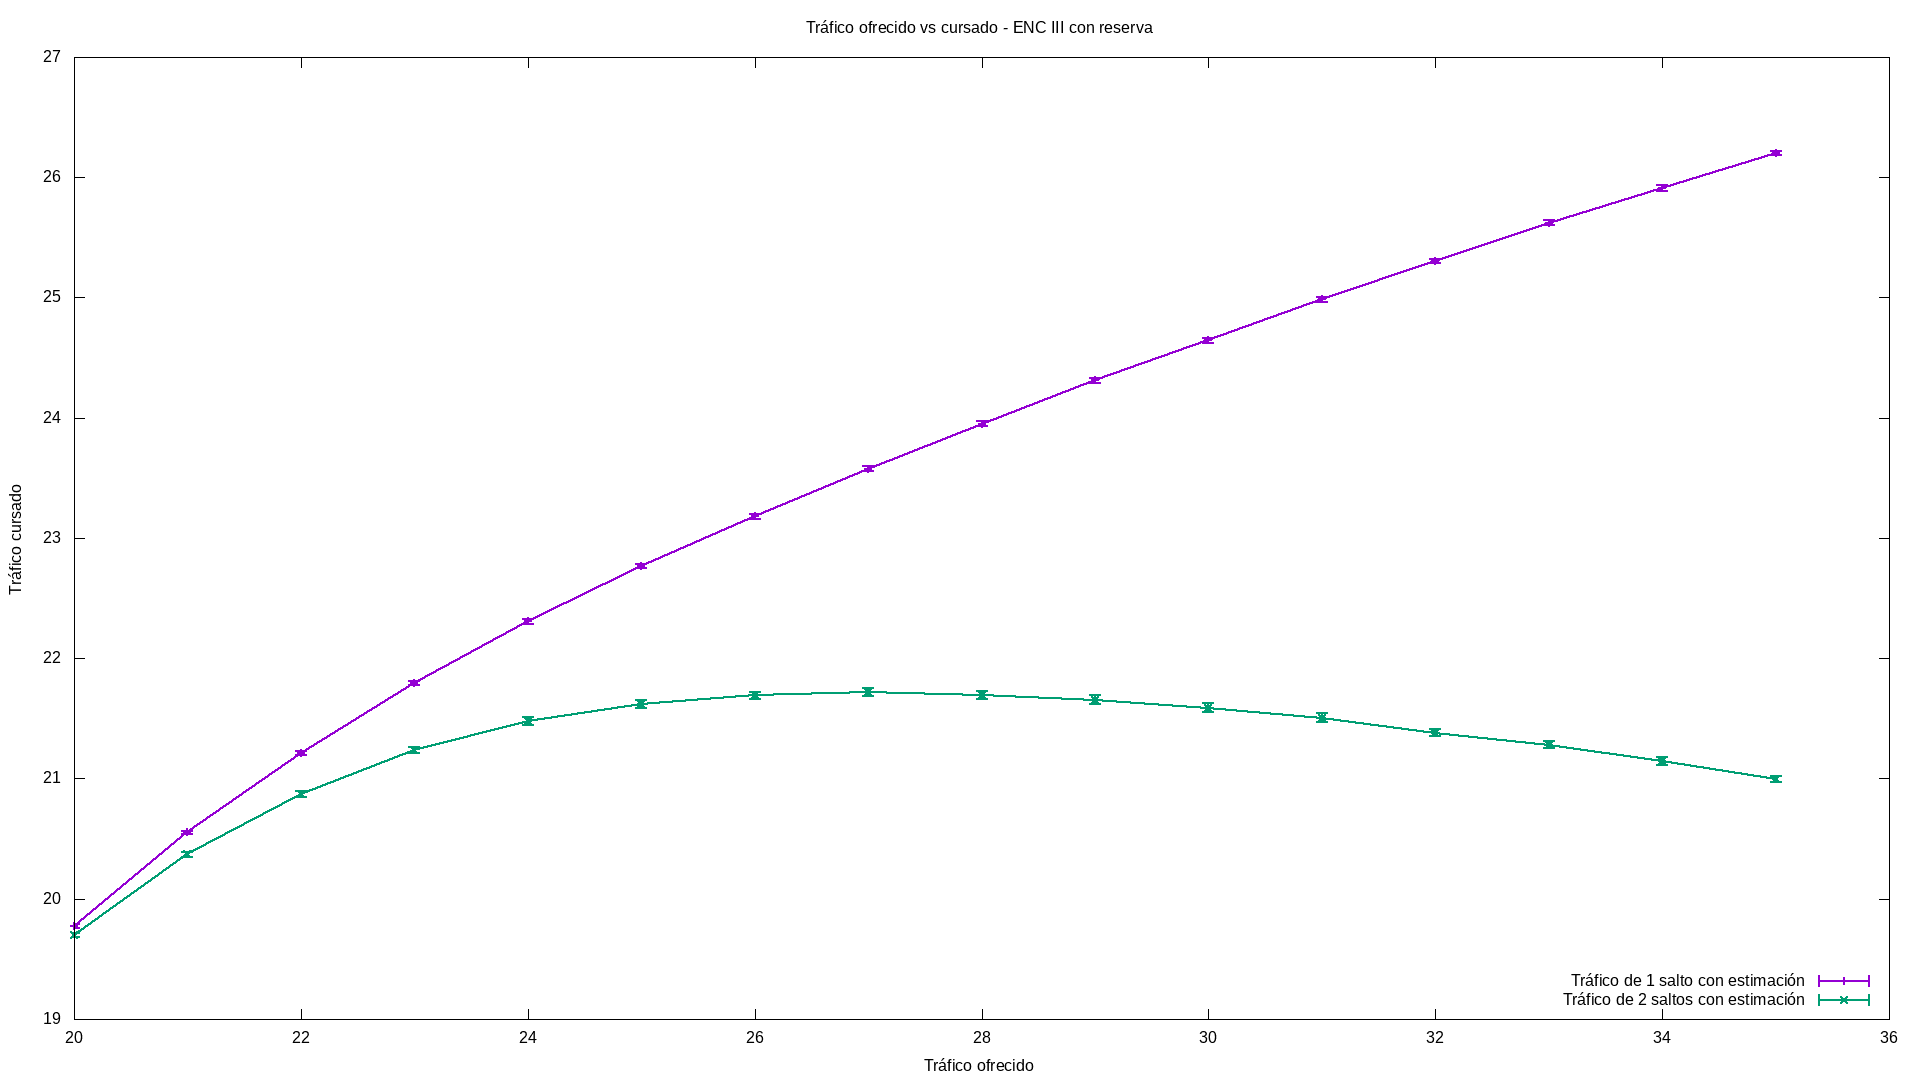 Tráfico ofrecido vs cursado - ENC III con reserva
27
26
25
24
23
22
21
20
19
Tráfico cursado
20 22 24 26 28 30 32 34 36
Tráfico ofrecido
Tráfico de 1 salto con estimación
Tráfico de 2 saltos con estimación